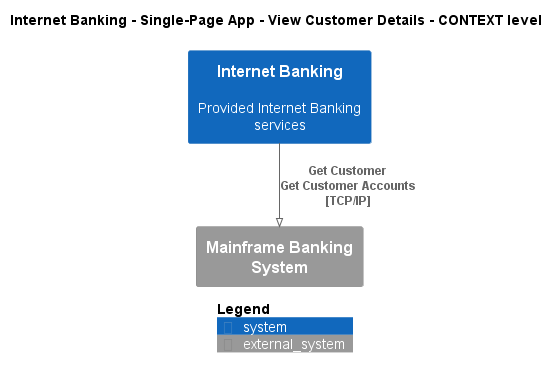 Internet Banking - Single-Page App - View Customer Details - CONTEXT level
Internet Banking
Provided Internet Banking
services
Get Customer
Get Customer Accounts
[TCP/IP]
Mainframe Banking
System
Legend
system
external_system